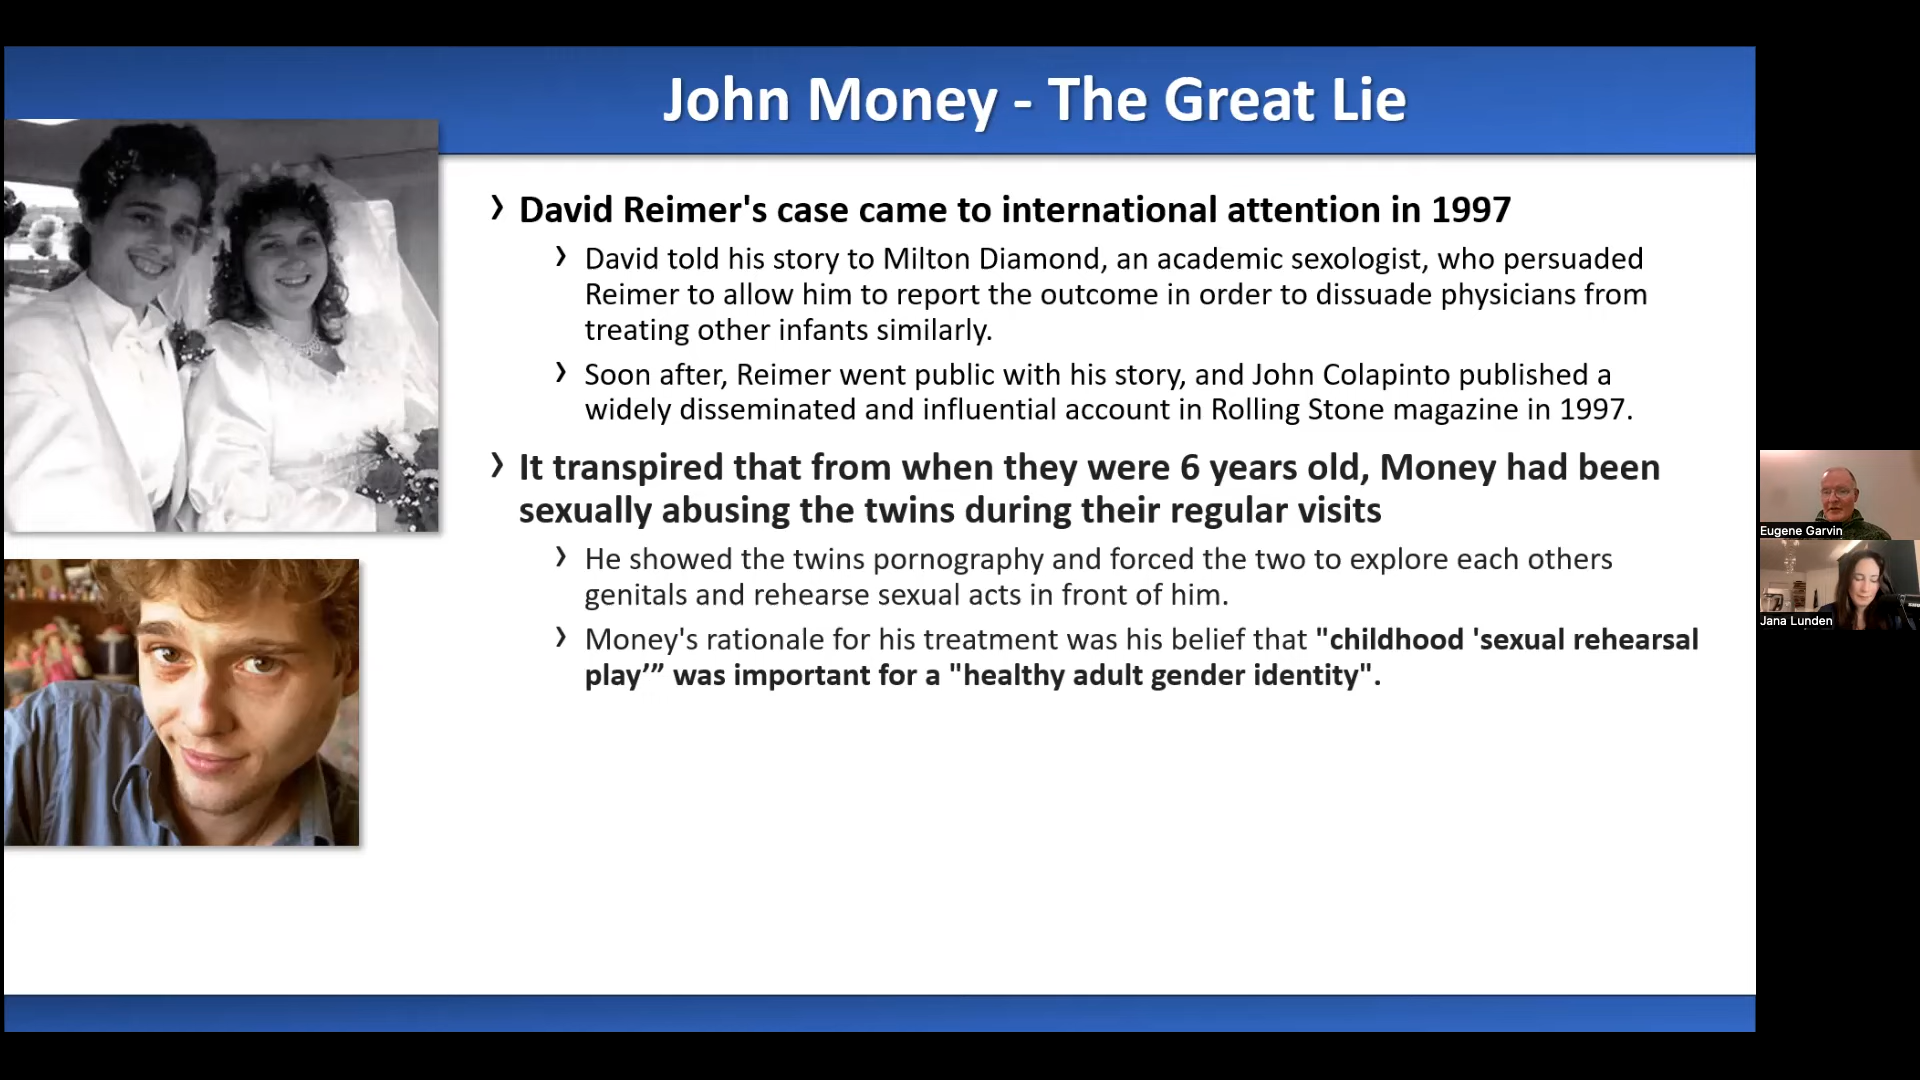 John Money - The Great Lie
› David Reimer's case came to international attention in 1997
› David told his story to Milton Diamond, an academic sexologist, who persuaded
Reimer to allow him to report the outcome in order to dissuade physicians from
treating other infants similarly.
› Soon after, Reimer went public with his story, and John Colapinto published a
widely disseminated and influential account in Rolling Stone magazine in 1997.
› It transpired that from when they were 6 years old, Money had been
sexually abusing the twins during their regular visits
› He showed the twins pornography and forced the two to explore each others
genitals and rehearse sexual acts in front of him.
› Money's rationale for his treatment was his belief that "childhood 'sexual rehearsal
play’” was important for a "healthy adult gender identity".
Eugene Garvin
Jana Lunden